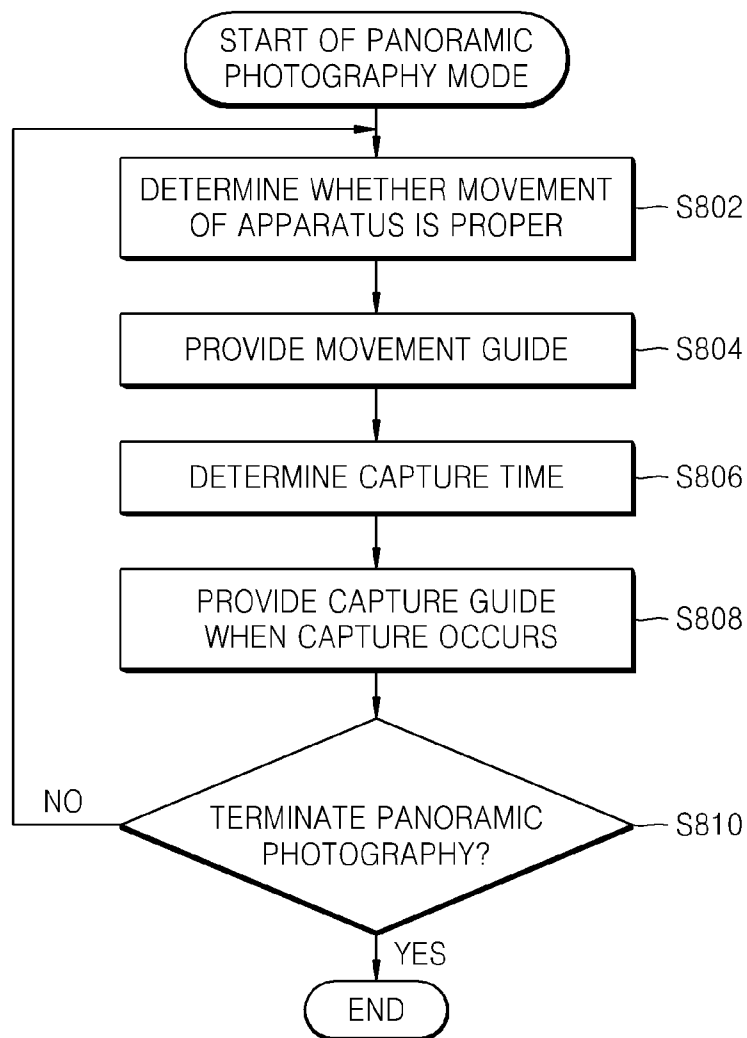 START OF PANORAMIC
PHOTOGRAPHY MODE
DETERMINE WHETHER MOVEMENT
OF APPARATUS IS PROPER
S802
PROVIDE MOVEMENT GUIDE
S804
DETERMINE CAPTURE TIME
S806
PROVIDE CAPTURE GUIDE
WHEN CAPTURE OCCURS
S808
NO
TERMINATE PANORAMIC
PHOTOGRAPHY?
S810
YES
END